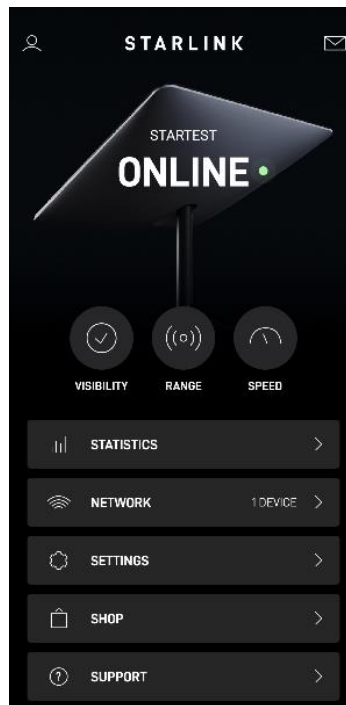 STARLINK
STARTEST
ONLINE
VISIBILITY RANGE SPEED
STATISTICS
NETWORK 1 DEVICE
SETTINGS
SHOP
SUPPORT